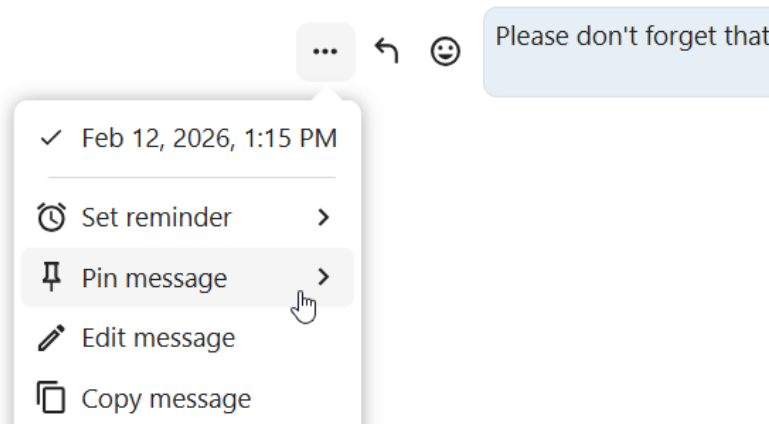 Please don't forget that
Feb 12, 2026, 1:15 PM
Set reminder
Pin message
Edit message
Copy message